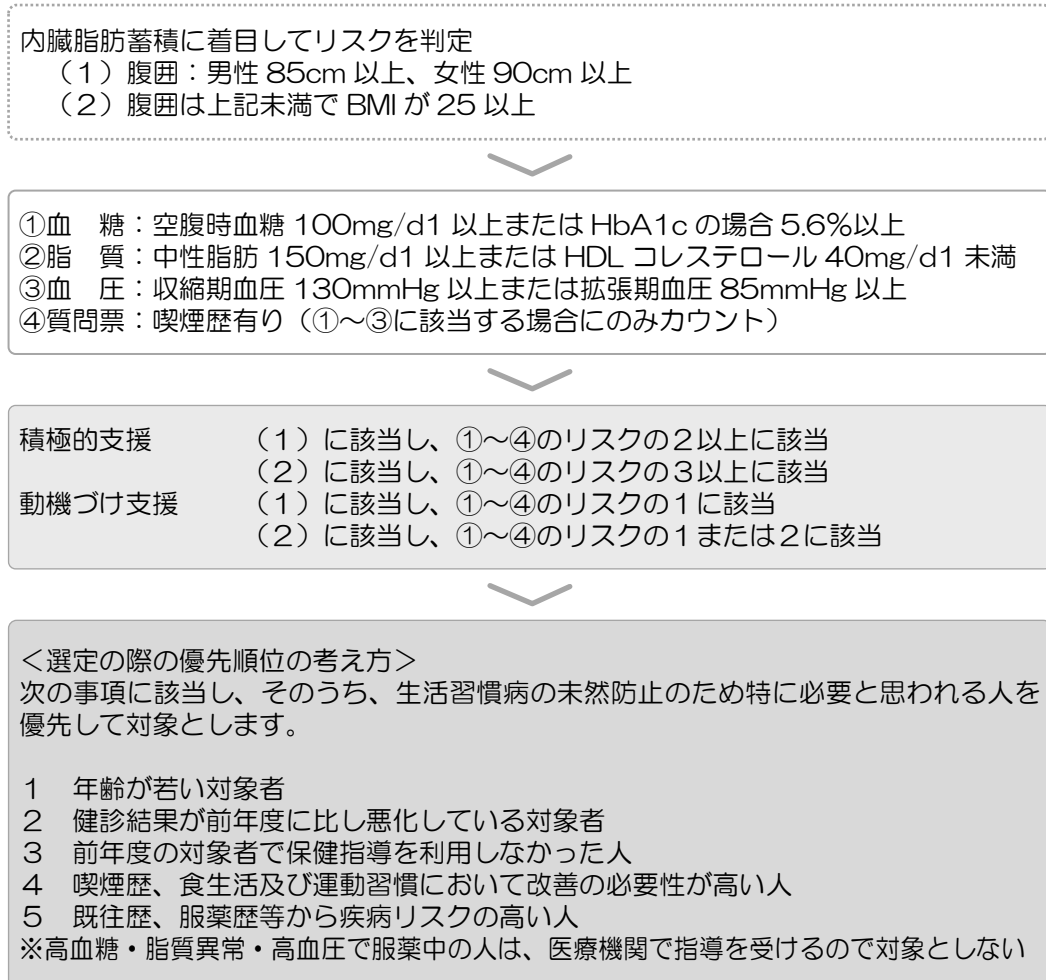 内臓脂肪蓄積に着目してリスクを判定
（１）腹囲：男性 85cm 以上、女性 90cm 以上
（２）腹囲は上記未満で BMI が 25 以上
①血　糖：空腹時血糖 100mg/d1 以上または HbA1c の場合 5.6%以上
②脂　質：中性脂肪 150mg/d1 以上または HDL コレステロール 40mg/d1 未満
③血　圧：収縮期血圧 130mmHg 以上または拡張期血圧 85mmHg 以上
④質問票：喫煙歴有り（①～③に該当する場合にのみカウント）
積極的支援　　　（１）に該当し、①～④のリスクの２以上に該当
（２）に該当し、①～④のリスクの３以上に該当
動機づけ支援　　（１）に該当し、①～④のリスクの１に該当
（２）に該当し、①～④のリスクの１または２に該当
＜選定の際の優先順位の考え方＞
次の事項に該当し、そのうち、生活習慣病の未然防止のため特に必要と思われる人を
優先して対象とします。
１　年齢が若い対象者
２　健診結果が前年度に比し悪化している対象者
３　前年度の対象者で保健指導を利用しなかった人
４　喫煙歴、食生活及び運動習慣において改善の必要性が高い人
５　既往歴、服薬歴等から疾病リスクの高い人
※高血糖・脂質異常・高血圧で服薬中の人は、医療機関で指導を受けるので対象としない